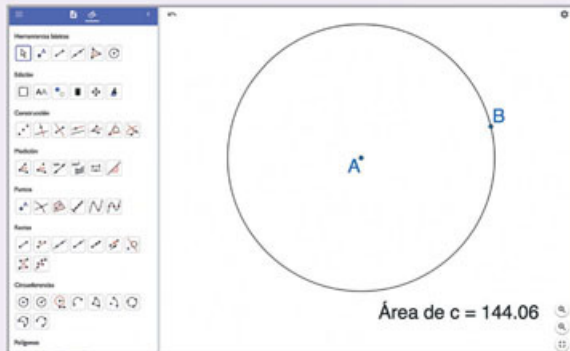 Herramientas básicas
Edición
Construcción
Medición
Puntos
Rectas
Circunferencias
Polígonos
A
B
Área de c = 144.06